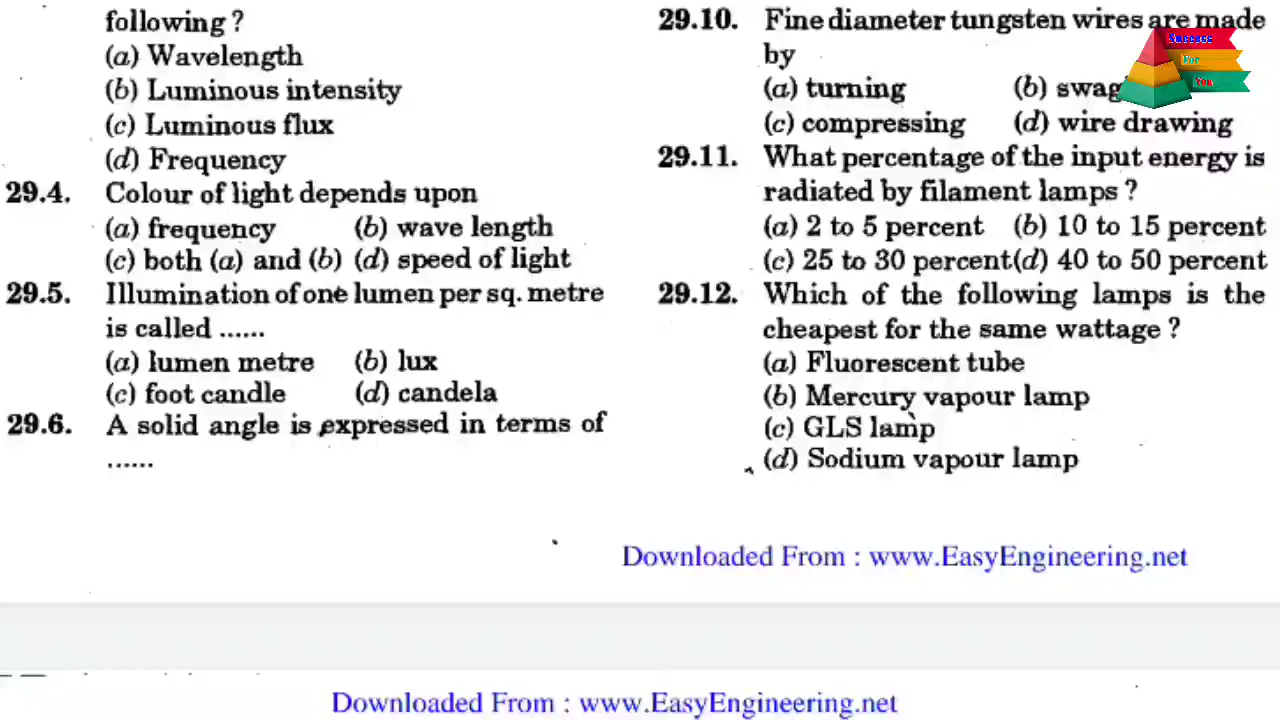 following ?
(a) Wavelength
(b) Luminous intensity
(c) Luminous flux
(d) Frequency
29.4. Colour of light depends upon
(a) frequency (b) wave length
(c) both (a) and (b) (d) speed of light
29.5. Illumination of one lumen per sq. metre
is called ......
(a) lumen metre (b) lux
(c) foot candle (d) candela
29.6. A solid angle is expressed in terms of
......
29.10. Fine diameter tungsten wires are made
by
(a) turning (b)
(c) compressing (d) wire drawing
29.11. What percentage of the input energy is
radiated by filament lamps ?
(a) 2 to 5 percent (b) 10 to 15 percent
(c) 25 to 30 percent(d) 40 to 50 percent
29.12. Which of the following lamps is the
cheapest for the same wattage ?
(a) Fluorescent tube
(b) Mercury vapour lamp
(c) GLS lamp
(d) Sodium vapour lamp
Success
For
You
Downloaded From : www.EasyEngineering.net
Downloaded From : www.EasyEngineering.net